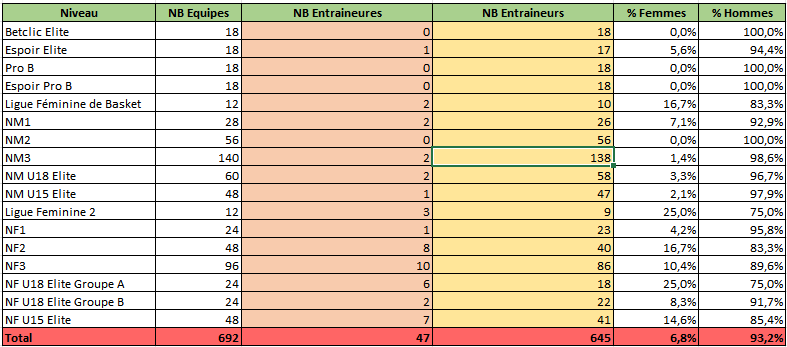 Niveau NB Equipes NB Entraineures NB Entraineurs % Femmes % Hommes
Betclic Elite 18 0 18 0,0% 100,0%
Espoir Elite 18 1 17 5,6% 94,4%
Pro B 18 0 18 0,0% 100,0%
Espoir Pro B 18 0 18 0,0% 100,0%
Ligue Féminine de Basket 12 2 10 16,7% 83,3%
NM1 28 2 26 7,1% 92,9%
NM2 56 0 56 0,0% 100,0%
NM3 140 2 138 1,4% 98,6%
NM U18 Elite 60 2 58 3,3% 96,7%
NM U15 Elite 48 1 47 2,1% 97,9%
Ligue Feminine 2 12 3 9 25,0% 75,0%
NF1 24 1 23 4,2% 95,8%
NF2 48 8 40 16,7% 83,3%
NF3 96 10 86 10,4% 89,6%
NF U18 Elite Groupe A 24 6 18 25,0% 75,0%
NF U18 Elite Groupe B 24 2 22 8,3% 91,7%
NF U15 Elite 48 7 41 14,6% 85,4%
Total 692 47 645 6,8% 93,2%